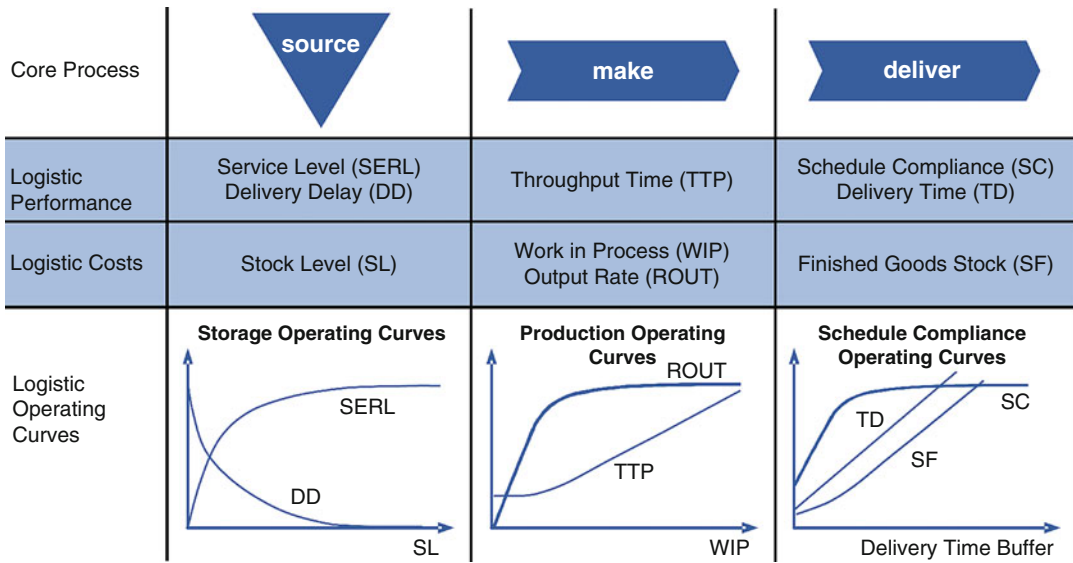 Core Process
source
make
deliver
Logistic
Performance
Service Level (SERL)
Delivery Delay (DD)
Throughput Time (TTP)
Schedule Compliance (SC)
Delivery Time (TD)
Logistic Costs
Stock Level (SL)
Work in Process (WIP)
Output Rate (ROUT)
Finished Goods Stock (SF)
Logistic
Operating
Curves
Storage Operating Curves
SERL
DD
SL
Production Operating
Curves
ROUT
TTP
WIP
Schedule Compliance
Operating Curves
TD
SC
SF
Delivery Time Buffer